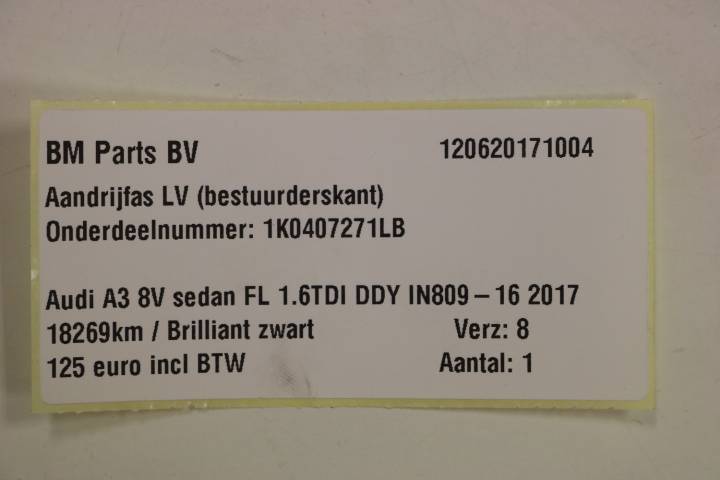 BM Parts BV 120620171004
Aandrijfas LV (bestuurderskant)
Onderdeelnummer: 1K0407271LB
Audi A3 8V sedan FL 1.6TDI DDY IN809 – 16 2017
18269km / Brilliant zwart Verz: 8
125 euro incl BTW Aantal: 1